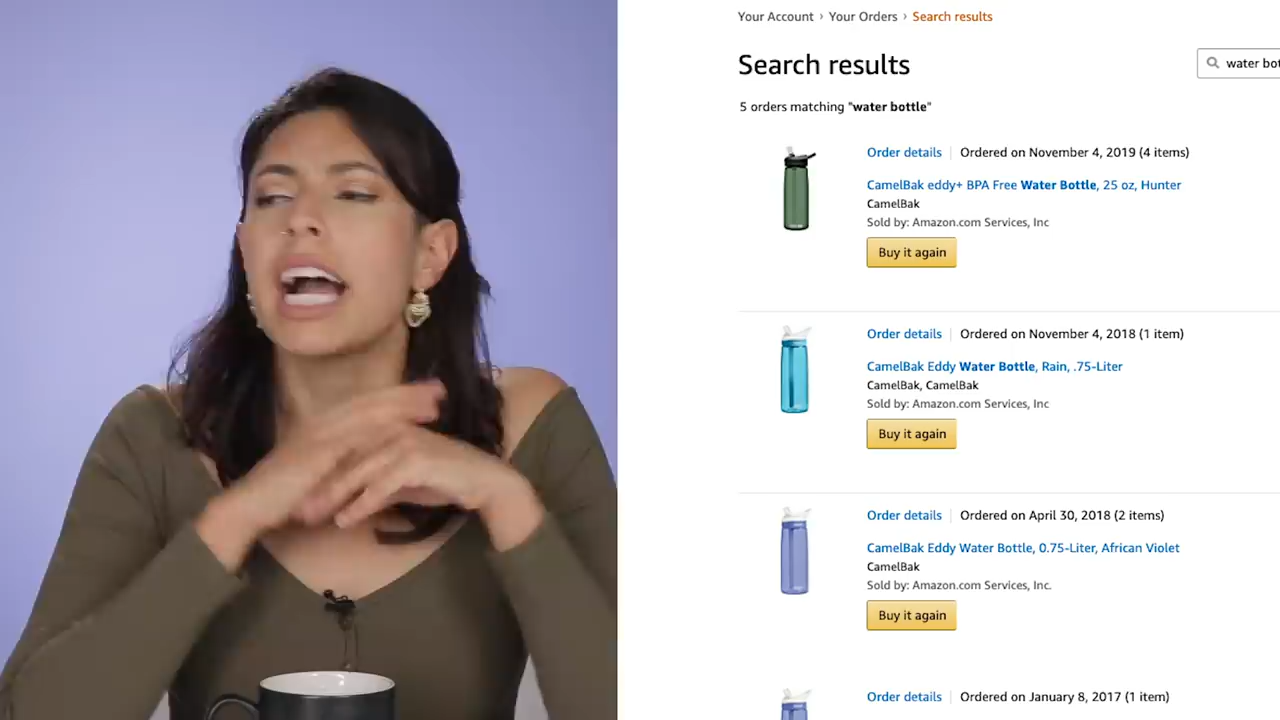 Your Account › Your Orders › Search results
Search results
water bot
5 orders matching "water bottle"
Order details | Ordered on November 4, 2019 (4 items)
CamelBak eddy+ BPA Free Water Bottle, 25 oz, Hunter
CamelBak
Sold by: Amazon.com Services, Inc
Buy it again
Order details | Ordered on November 4, 2018 (1 item)
CamelBak Eddy Water Bottle, Rain, .75-Liter
CamelBak, CamelBak
Sold by: Amazon.com Services, Inc
Buy it again
Order details | Ordered on April 30, 2018 (2 items)
CamelBak Eddy Water Bottle, 0.75-Liter, African Violet
CamelBak
Sold by: Amazon.com Services, Inc.
Buy it again
Order details | Ordered on January 8, 2017 (1 item)